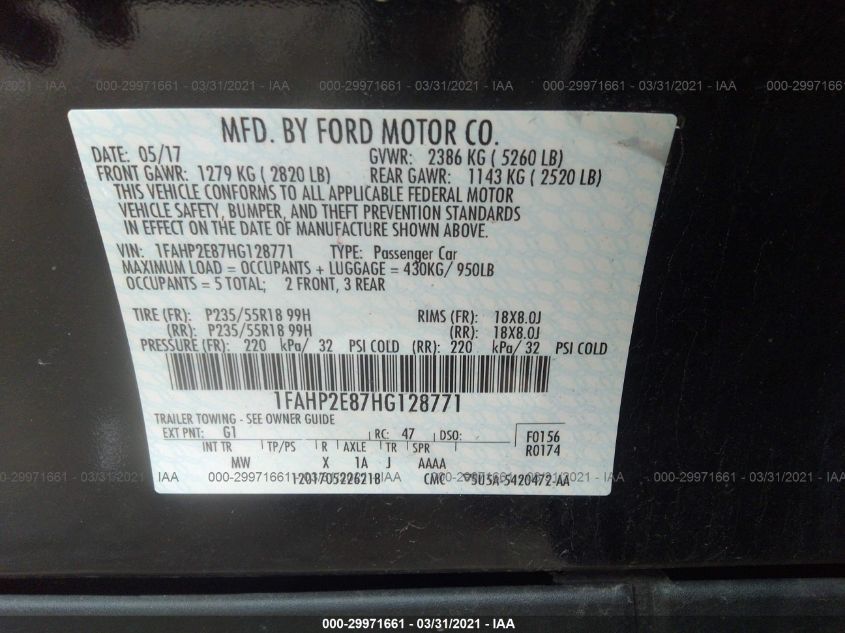 000-29971661 - 03/31/2021 - IAA
MFD. BY FORD MOTOR CO.
DATE: 05/17 GVWR: 2386 KG ( 5260 LB)
FRONT GAWR: 1279 KG ( 2820 LB) REAR GAWR: 1143 KG ( 2520 LB)
THIS VEHICLE CONFORMS TO ALL APPLICABLE FEDERAL MOTOR
VEHICLE SAFETY, BUMPER, AND THEFT PREVENTION STANDARDS
IN EFFECT ON THE DATE OF MANUFACTURE SHOWN ABOVE.
VIN: 1FAHP2E87HG128771 TYPE: Passenger Car
MAXIMUM LOAD = OCCUPANTS + LUGGAGE = 430KG/ 950LB
OCCUPANTS = 5 TOTAL; 2 FRONT, 3 REAR
TIRE (FR): P235/55R18 99H RIMS (FR): 18X8.0J
(RR): P235/55R18 99H (RR): 18X8.0J
PRESSURE (FR): 220 kPa/ 32 PSI COLD (RR): 220 kPa/ 32 PSI COLD
1FAHP2E87HG128771
TRAILER TOWING - SEE OWNER GUIDE
EXT PNT: G1 RC: 47 DSO: F0156
INT TR TP/PS R AXLE TR SPR R0174
MW X 1A J AAAA
000-29971661 - 03/31/2021 - IAA
CMC
000-29971661 - 03/31/2021 - IAA